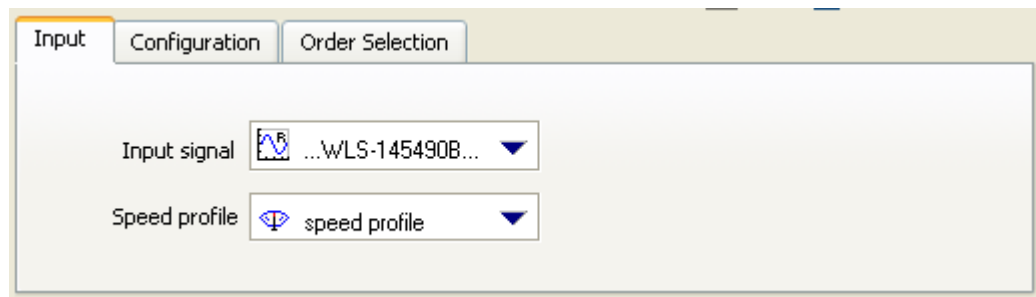 Input Configuration Order Selection
Input signal ...WLS-145490B...
Speed profile speed profile